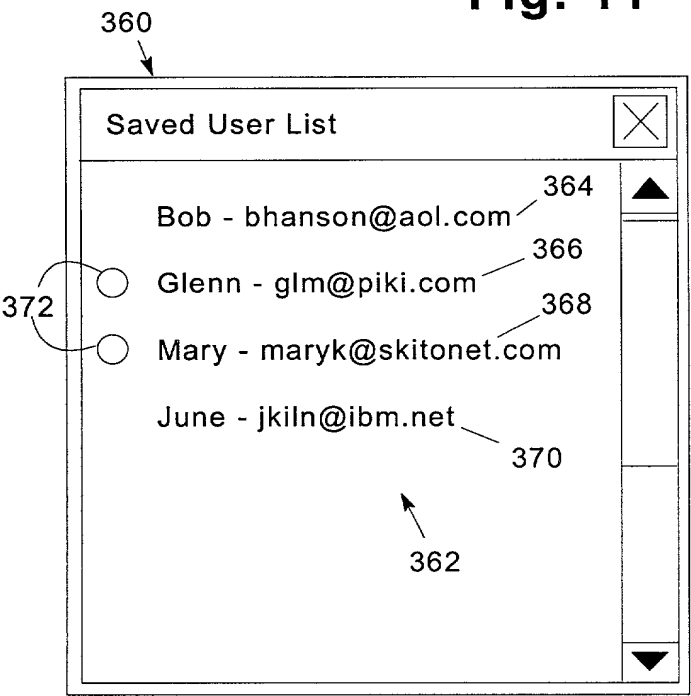 Fig. 11
360
Saved User List
364
Bob - bhanson@aol.com
366
Glenn - glm@piki.com
372
368
Mary - maryk@skitonet.com
June - jkiln@ibm.net
370
362